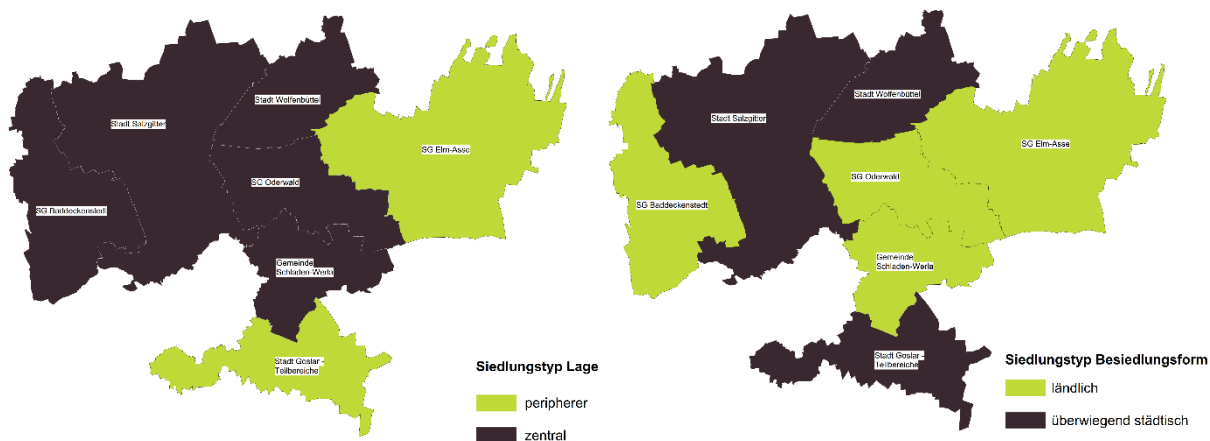 Stadt Wolfenbüttel
Stadt Salzgitter
SG Elm-Asse
SG Oderwald
SG Baddeckenstedt
Gemeinde
Schladen-Werla
Stadt Goslar -
Teilbereiche
Siedlungstyp Lage
peripherer
zentral
Stadt Wolfenbüttel
Stadt Salzgitter
SG Elm-Asse
SG Oderwald
SG Baddeckenstedt
Gemeinde
Schladen-Werla
Stadt Goslar -
Teilbereiche
Siedlungstyp Besiedlungsform
ländlich
überwiegend städtisch